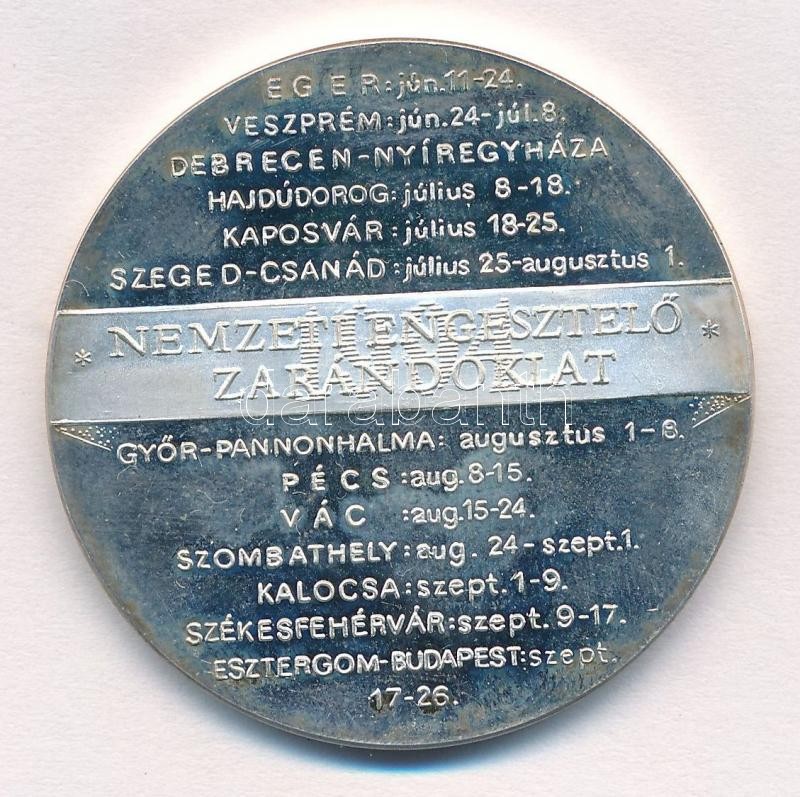 EGER: jún.11-24.
VESZPRÉM: jún.24-júl.8.
DEBRECEN-NYÍREGYHÁZA
HAJDÚDOROG: július 8-18.
KAPOSVÁR: július 18-25.
SZEGED-CSANÁD: július 25-augusztus 1.
* NEMZETI ENGESZTELŐ *
ZARÁNDOKLAT
darabanth
GYŐR-PANNONHALMA: augusztus 1-8.
PÉCS :aug.8-15.
VÁC :aug.15-24.
SZOMBATHELY: aug. 24-szept.1.
KALOCSA: szept. 1-9.
SZÉKESFEHÉRVÁR: szept. 9-17.
ESZTERGOM-BUDAPEST: szept.
17-26.